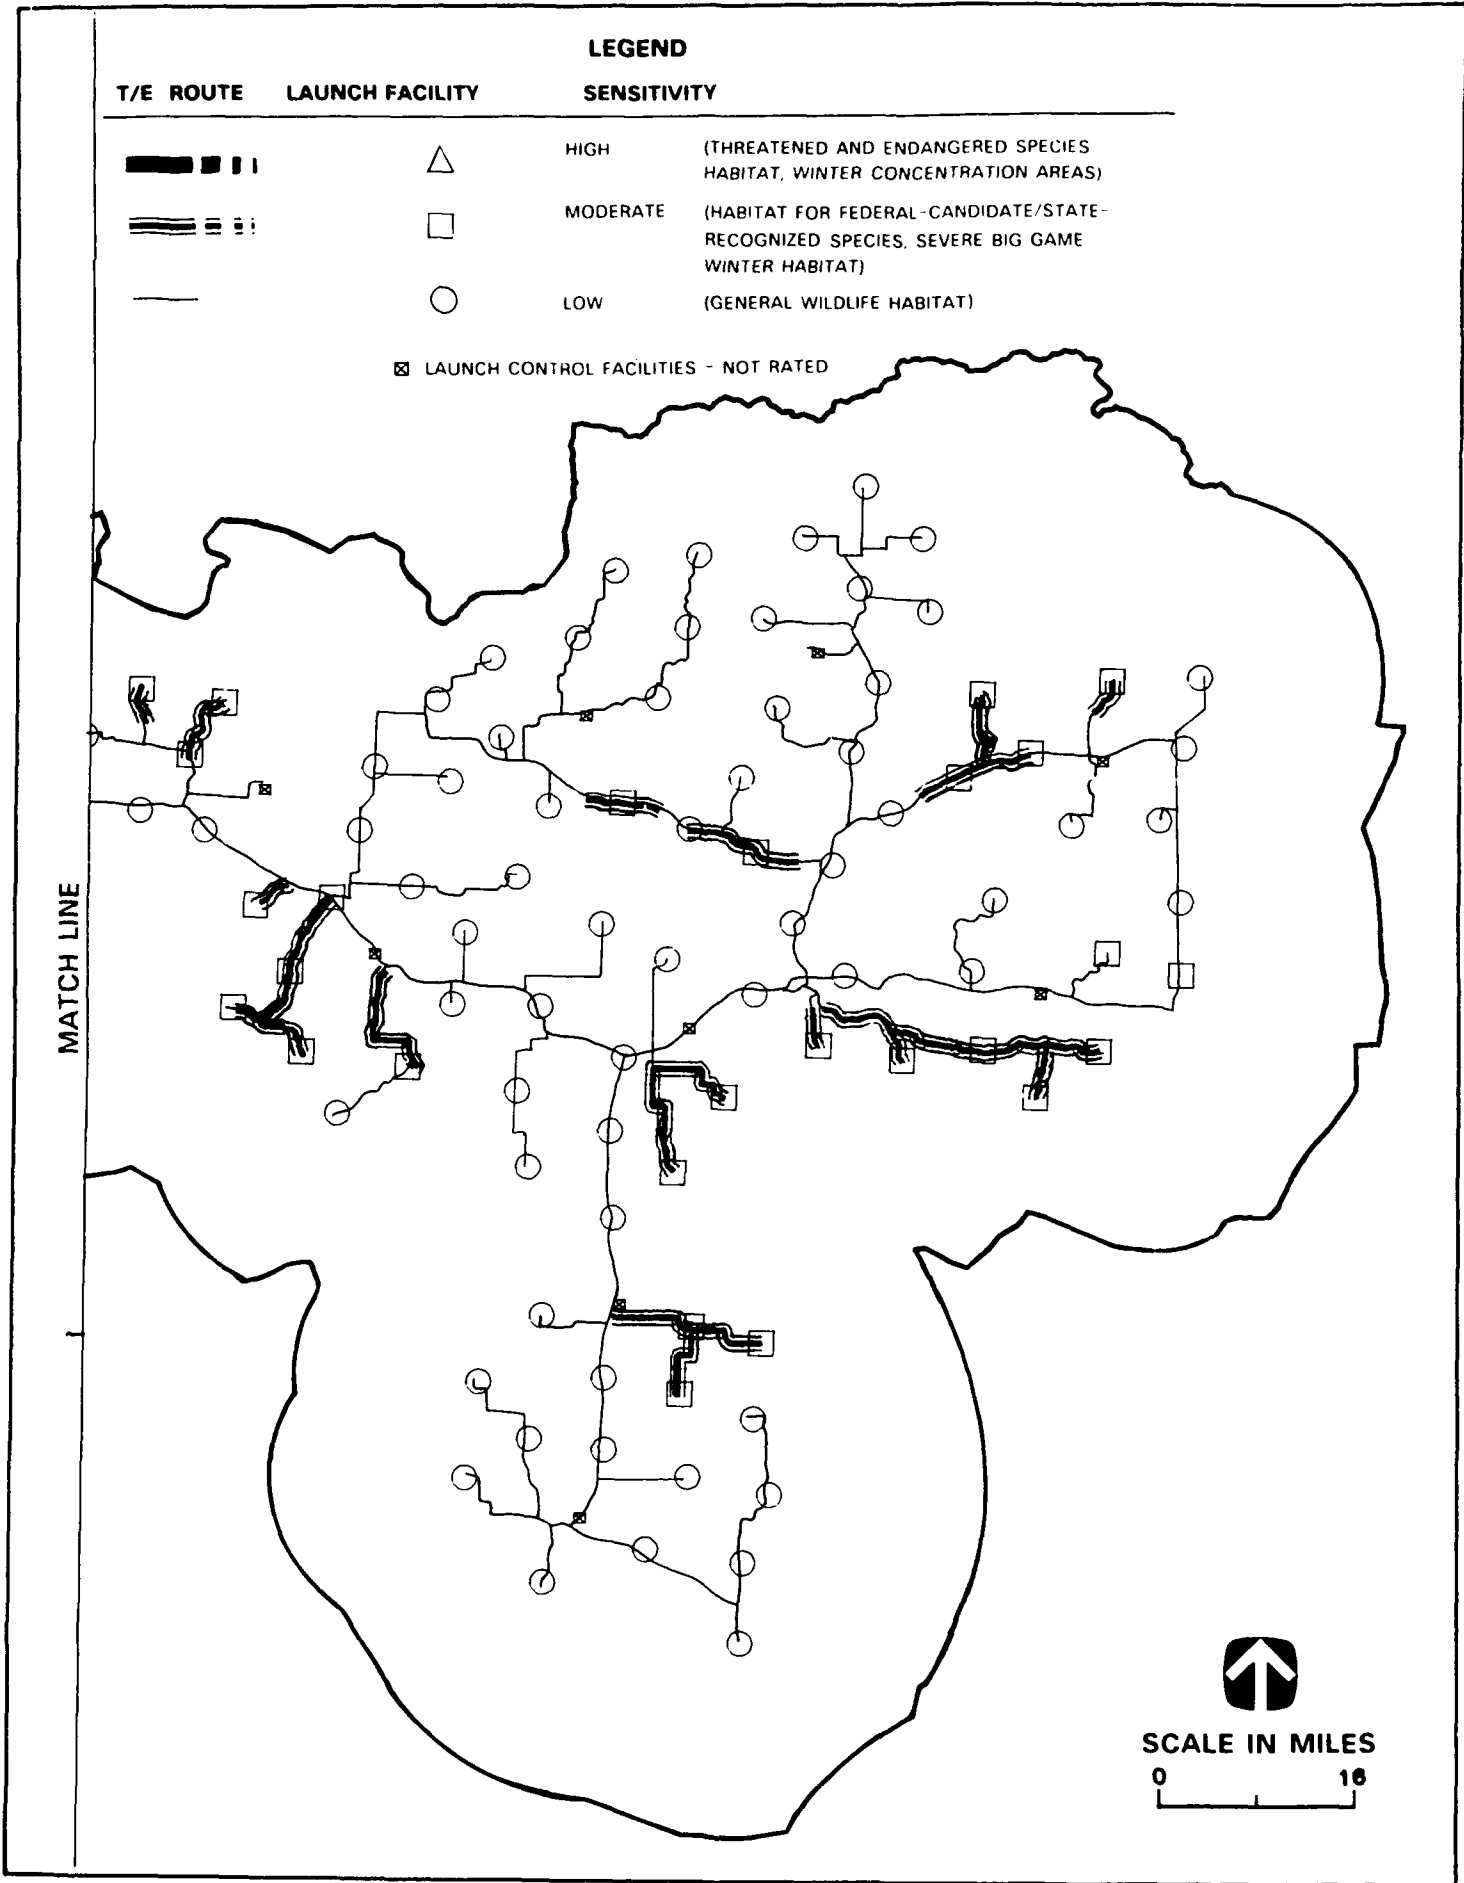 LEGEND
T/E ROUTE LAUNCH FACILITY SENSITIVITY
HIGH (THREATENED AND ENDANGERED SPECIES
HABITAT, WINTER CONCENTRATION AREAS)
MODERATE (HABITAT FOR FEDERAL-CANDIDATE/STATE-
RECOGNIZED SPECIES, SEVERE BIG GAME
WINTER HABITAT)
LOW (GENERAL WILDLIFE HABITAT)
LAUNCH CONTROL FACILITIES - NOT RATED
MATCH LINE
SCALE IN MILES
0 16